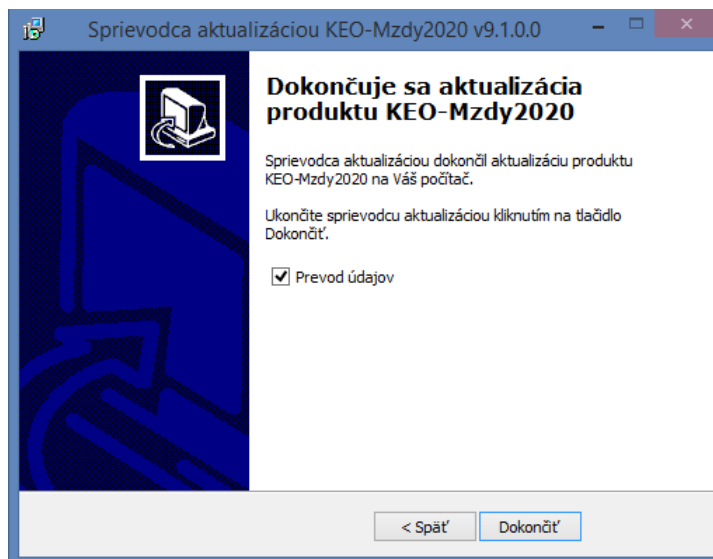 Sprievodca aktualizáciou KEO-Mzdy2020 v9.1.0.0
Dokončuje sa aktualizácia
produktu KEO-Mzdy2020
Sprievodca aktualizáciou dokončil aktualizáciu produktu
KEO-Mzdy2020 na Váš počítač.
Ukončite sprievodcu aktualizáciou kliknutím na tlačidlo
Dokončiť.
Prevod údajov
< Späť
Dokončiť